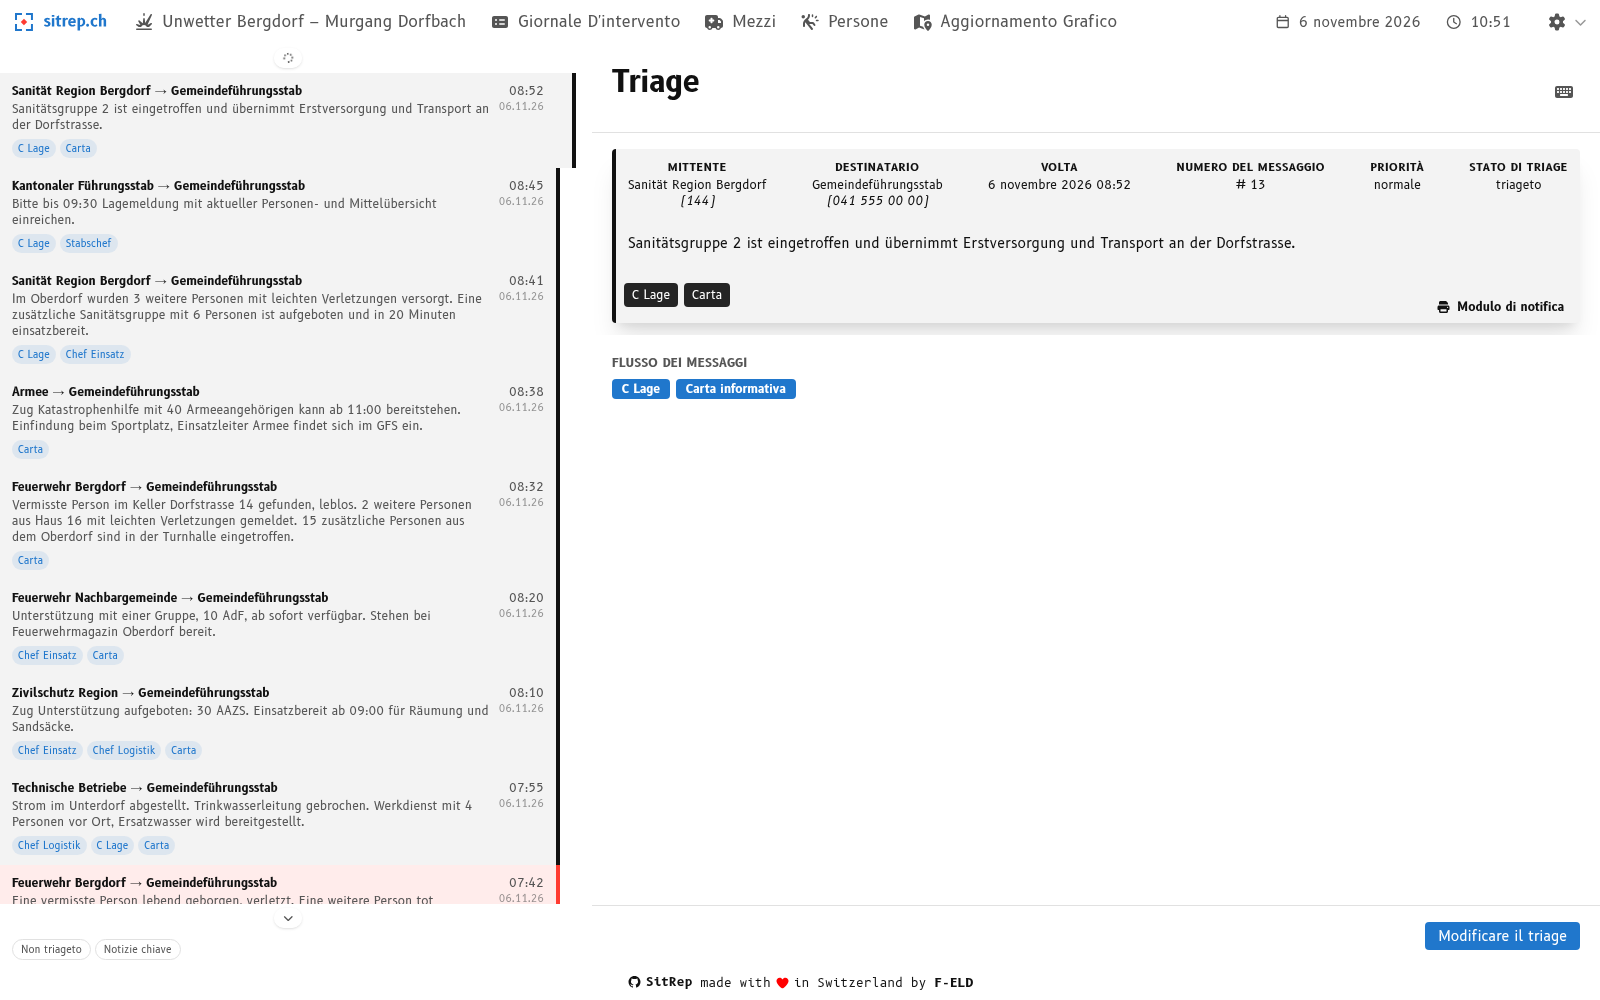 sitrep.ch Unwetter Bergdorf – Murgang Dorfbach Giornale D'intervento Mezzi Persone Aggiornamento Grafico 6 novembre 2026 10:51
Sanität Region Bergdorf → Gemeindeführungsstab 08:52
Sanitätsgruppe 2 ist eingetroffen und übernimmt Erstversorgung und Transport an 06.11.26
der Dorfstrasse.
C Lage Carta
Kantonaler Führungsstab → Gemeindeführungsstab 08:45
Bitte bis 09:30 Lagemeldung mit aktueller Personen- und Mittelübersicht 06.11.26
einreichen.
C Lage Stabschef
Sanität Region Bergdorf → Gemeindeführungsstab 08:41
Im Oberdorf wurden 3 weitere Personen mit leichten Verletzungen versorgt. Eine 06.11.26
zusätzliche Sanitätsgruppe mit 6 Personen ist aufgeboten und in 20 Minuten
einsatzbereit.
C Lage Chef Einsatz
Armee → Gemeindeführungsstab 08:38
Zug Katastrophenhilfe mit 40 Armeeangehörigen kann ab 11:00 bereitstehen. 06.11.26
Einfindung beim Sportplatz, Einsatzleiter Armee findet sich im GFS ein.
Carta
Feuerwehr Bergdorf → Gemeindeführungsstab 08:32
Vermisste Person im Keller Dorfstrasse 14 gefunden, leblos. 2 weitere Personen 06.11.26
aus Haus 16 mit leichten Verletzungen gemeldet. 15 zusätzliche Personen aus
dem Oberdorf sind in der Turnhalle eingetroffen.
Carta
Feuerwehr Nachbargemeinde → Gemeindeführungsstab 08:20
Unterstützung mit einer Gruppe, 10 AdF, ab sofort verfügbar. Stehen bei 06.11.26
Feuerwehrmagazin Oberdorf bereit.
Chef Einsatz Carta
Zivilschutz Region → Gemeindeführungsstab 08:10
Zug Unterstützung aufgeboten: 30 AAZS. Einsatzbereit ab 09:00 für Räumung und 06.11.26
Sandsäcke.
Chef Einsatz Chef Logistik Carta
Technische Betriebe → Gemeindeführungsstab 07:55
Strom im Unterdorf abgestellt. Trinkwasserleitung gebrochen. Werkdienst mit 4 06.11.26
Personen vor Ort, Ersatzwasser wird bereitgestellt.
Chef Logistik C Lage Carta
Feuerwehr Bergdorf → Gemeindeführungsstab 07:42
Eine vermisste Person lebend geborgen, verletzt. Eine weitere Person tot 06.11.26
Non triageto Notizie chiave
Triage
MITTENTE DESTINATARIO VOLTA NUMERO DEL MESSAGGIO PRIORITÀ STATO DI TRIAGE
Sanität Region Bergdorf Gemeindeführungsstab 6 novembre 2026 08:52 # 13 normale triageto
[144] [041 555 00 00]
Sanitätsgruppe 2 ist eingetroffen und übernimmt Erstversorgung und Transport an der Dorfstrasse.
C Lage Carta
Modulo di notifica
FLUSSO DEI MESSAGGI
C Lage Carta informativa
Modificare il triage
SitRep made with in Switzerland by F-ELD